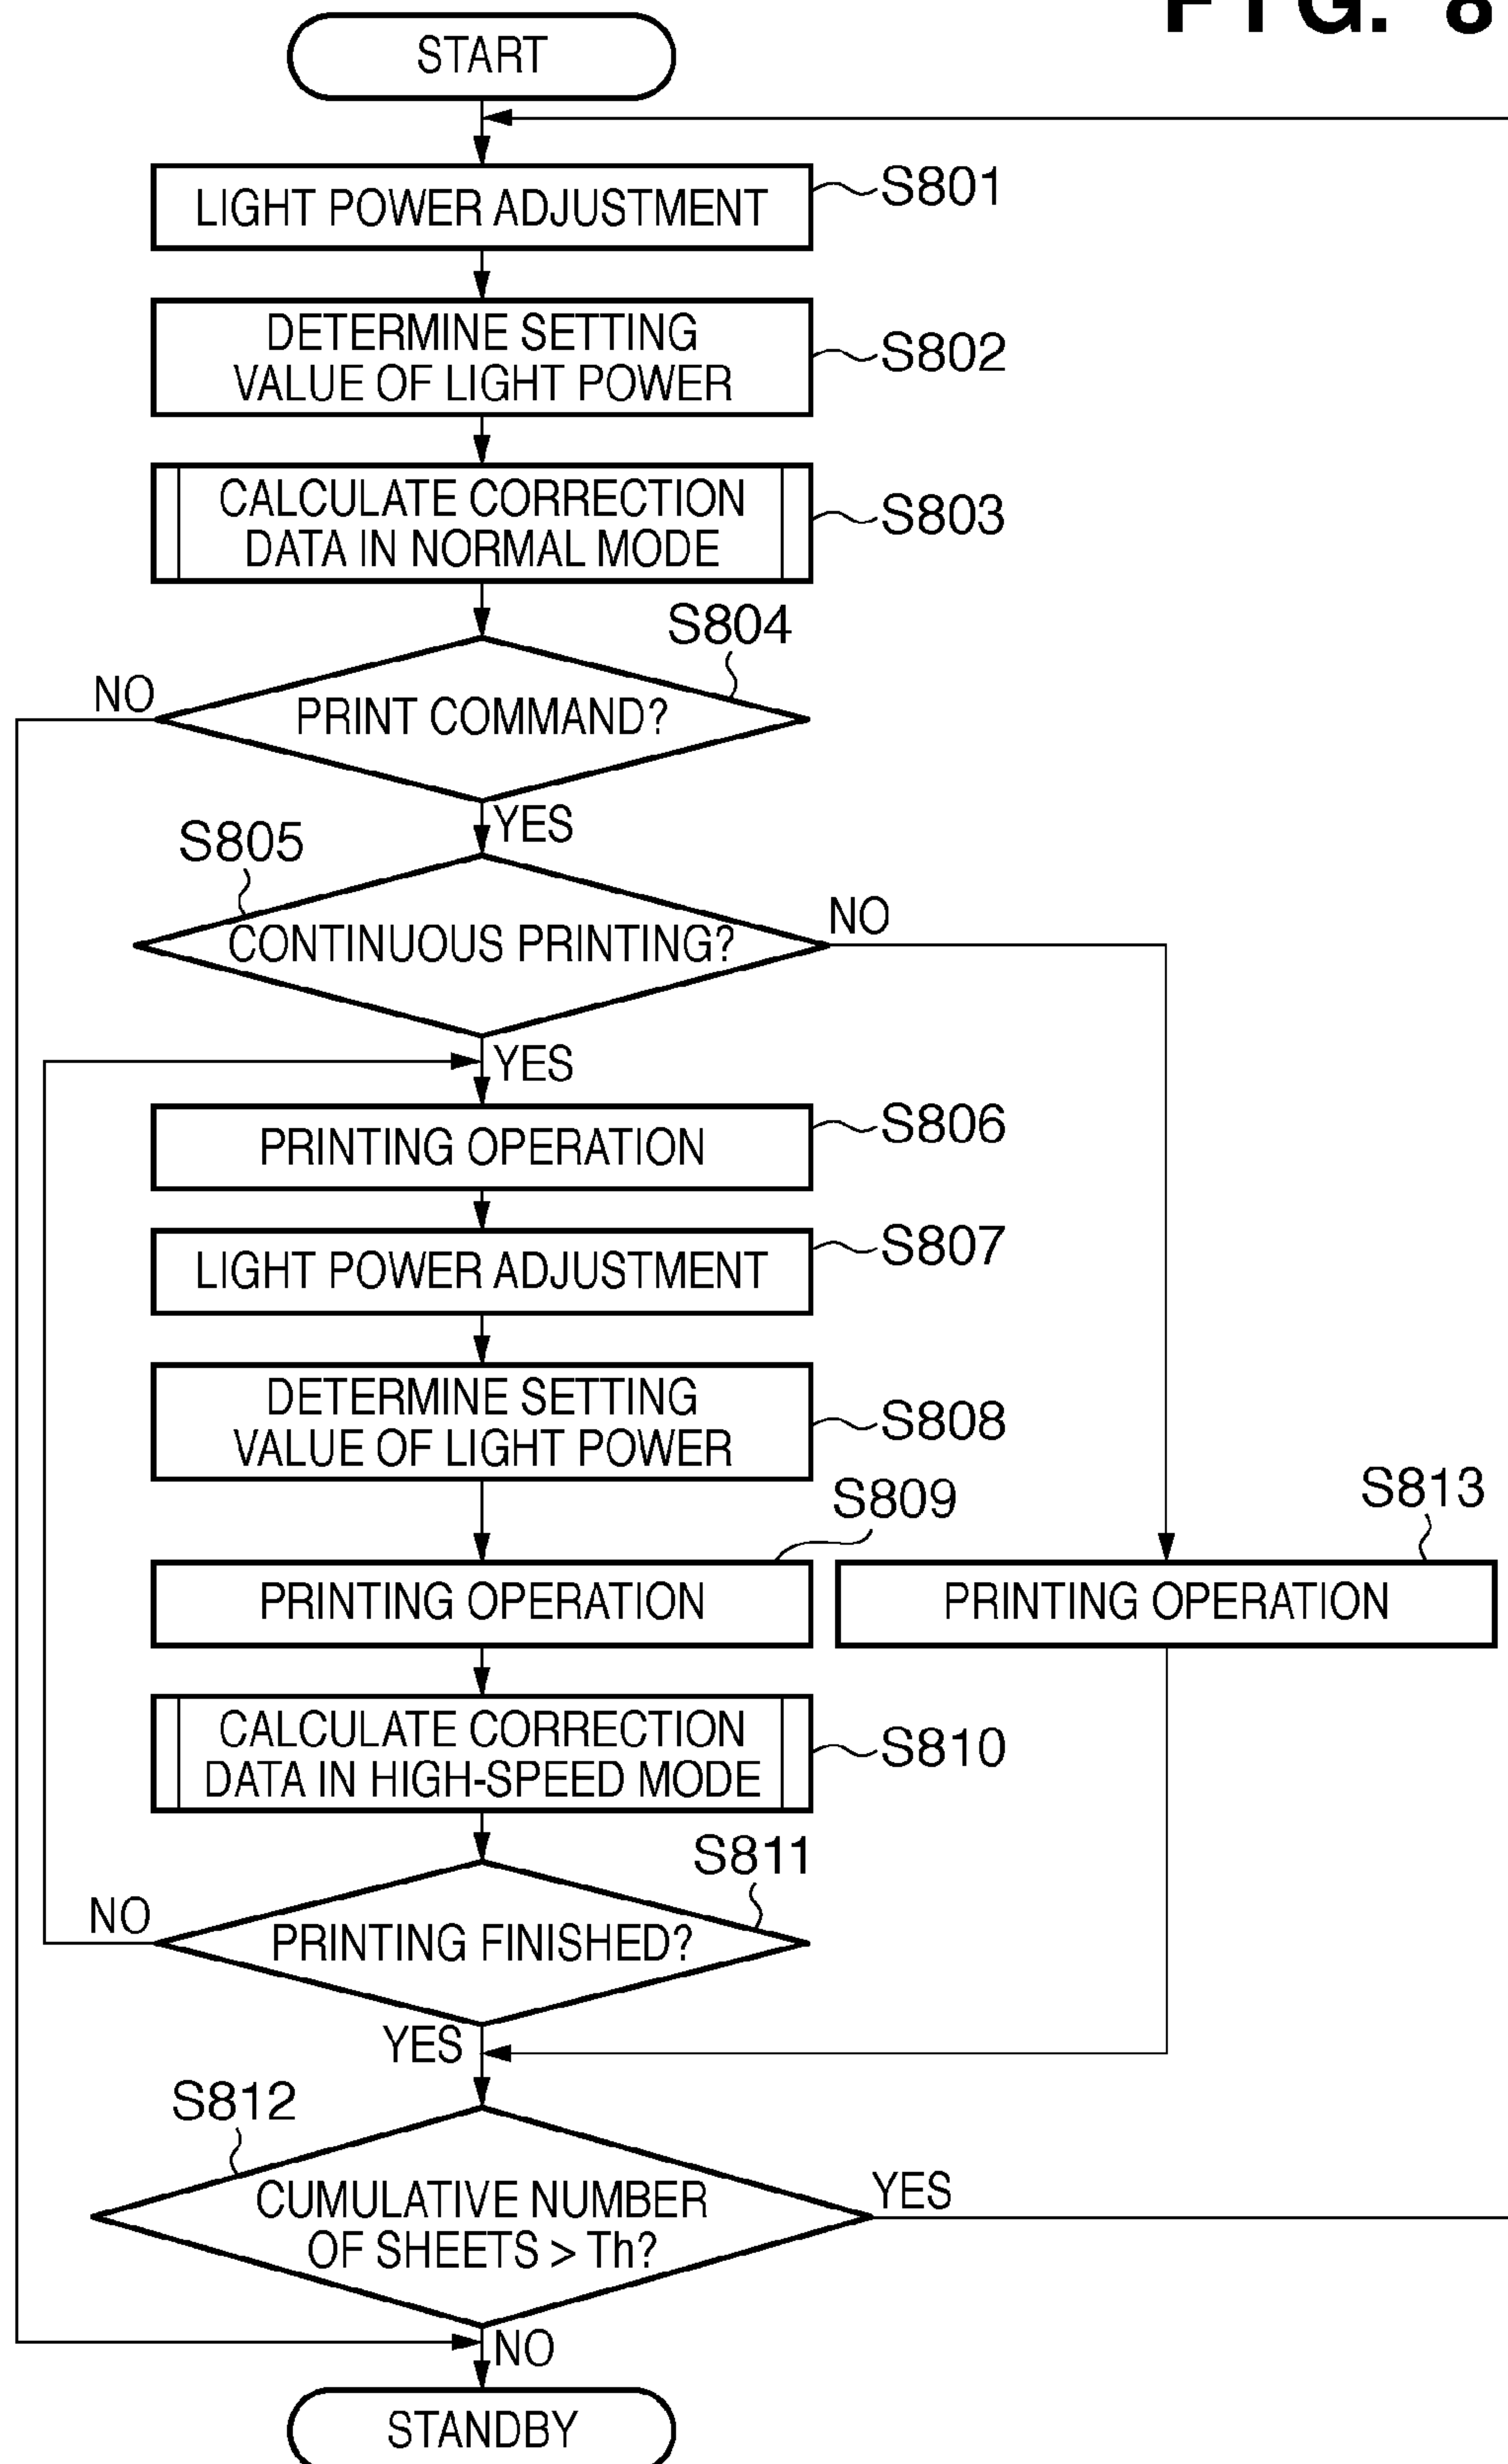 FIG. 8
START
LIGHT POWER ADJUSTMENT
S801
DETERMINE SETTING
VALUE OF LIGHT POWER
S802
CALCULATE CORRECTION
DATA IN NORMAL MODE
S803
S804
NO
PRINT COMMAND?
YES
S805
NO
CONTINUOUS PRINTING?
YES
PRINTING OPERATION
S806
LIGHT POWER ADJUSTMENT
S807
DETERMINE SETTING
VALUE OF LIGHT POWER
S808
S809
S813
PRINTING OPERATION
PRINTING OPERATION
CALCULATE CORRECTION
DATA IN HIGH-SPEED MODE
S810
S811
NO
PRINTING FINISHED?
YES
S812
YES
CUMULATIVE NUMBER
OF SHEETS > Th?
NO
STANDBY